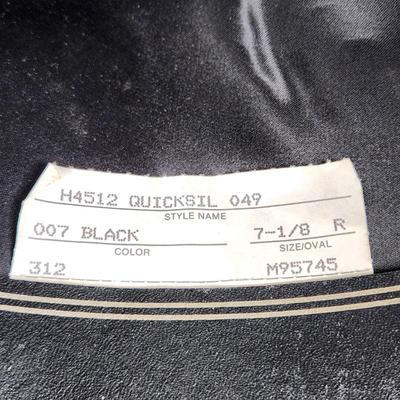 H4512 QUICKSIL 049
STYLE NAME
007 BLACK 7-1/8 R
COLOR SIZE/OVAL
312 M95745